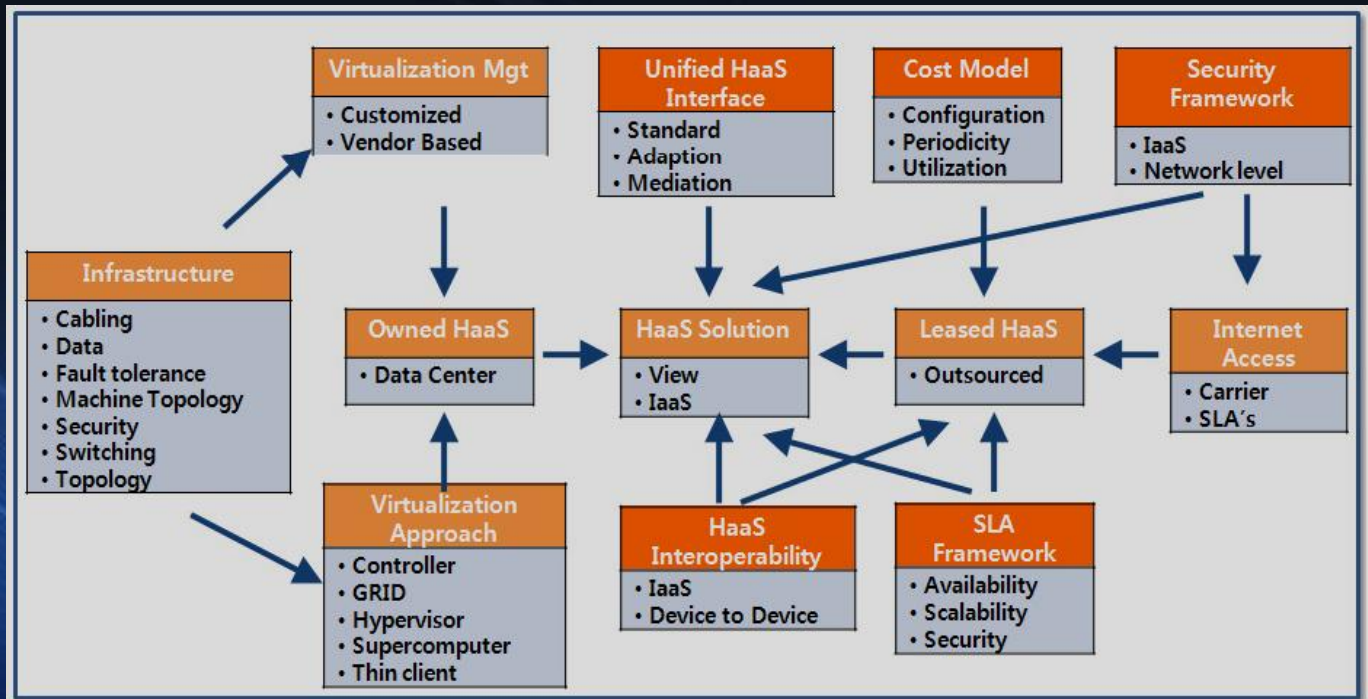 Virtualization Mgt
• Customized
• Vendor Based
Unified HaaS
Interface
• Standard
• Adaption
• Mediation
Cost Model
• Configuration
• Periodicity
• Utilization
Security
Framework
• IaaS
• Network level
Infrastructure
• Cabling
• Data
• Fault tolerance
• Machine Topology
• Security
• Switching
• Topology
Owned HaaS
• Data Center
HaaS Solution
• View
• IaaS
Leased HaaS
• Outsourced
Internet
Access
• Carrier
• SLA´s
Virtualization
Approach
• Controller
• GRID
• Hypervisor
• Supercomputer
• Thin client
HaaS
Interoperability
• IaaS
• Device to Device
SLA
Framework
• Availability
• Scalability
• Security